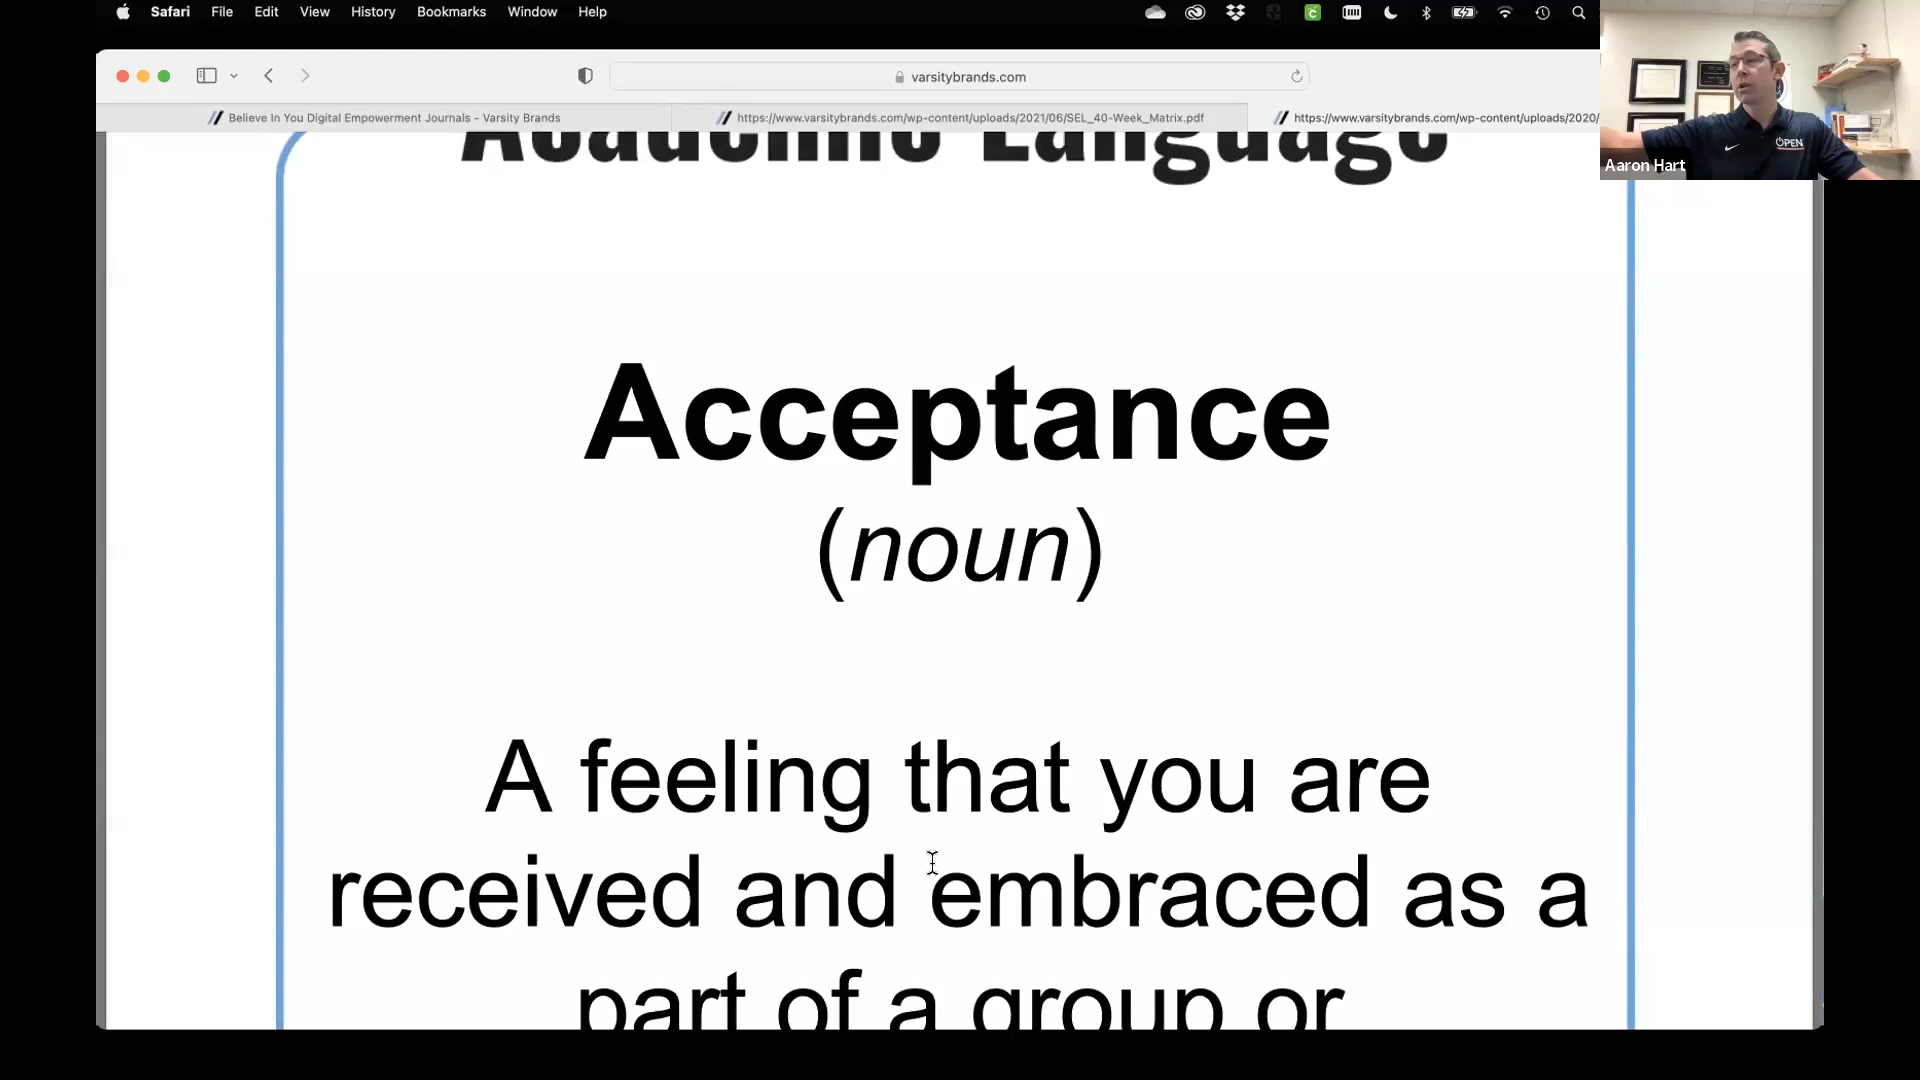 Safari File Edit View History Bookmarks Window Help
varsitybrands.com
Believe In You Digital Empowerment Journals - Varsity Brands
https://www.varsitybrands.com/wp-content/uploads/2021/06/SEL_40-Week_Matrix.pdf
https://www.varsitybrands.com/wp-content/uploads/2020/
OPEN
Aaron Hart
Academic Language
Acceptance
(noun)
A feeling that you are
received and embraced as a
part of a group or